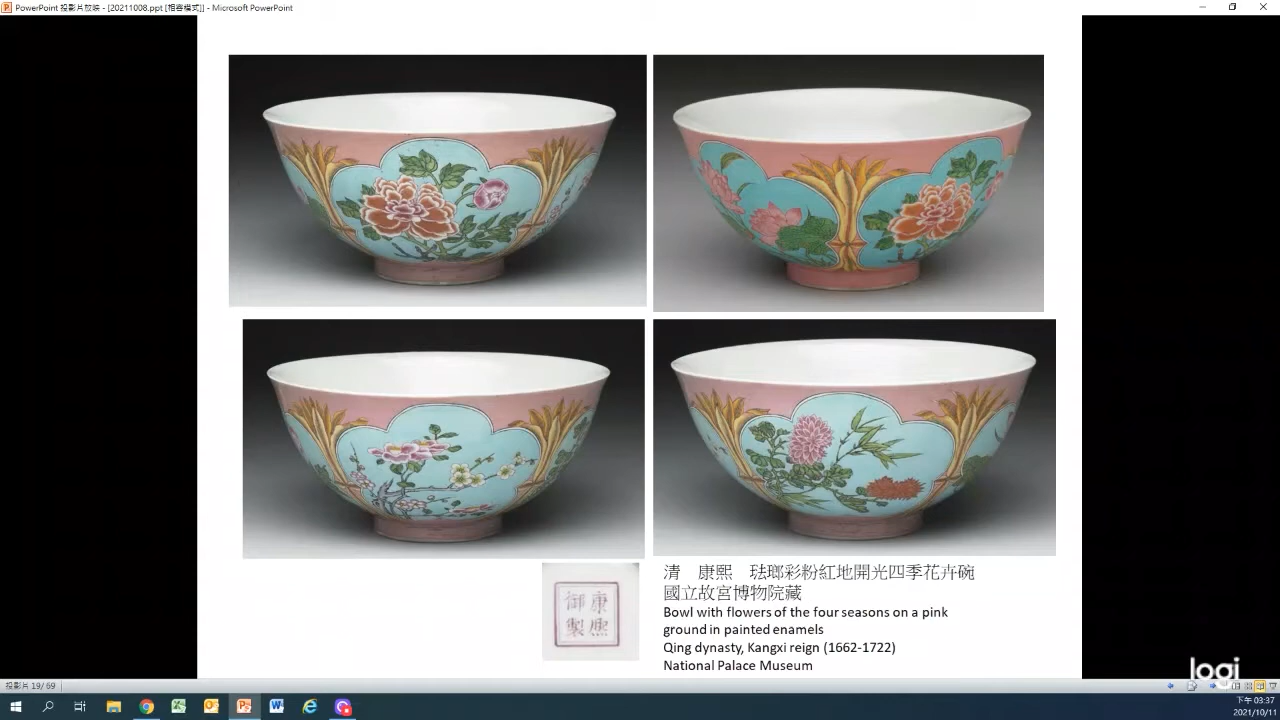 PowerPoint 投影片放映 - [20211008.ppt [相容模式]] - Microsoft PowerPoint
御 康
製 熙
清 康熙 琺瑯彩粉紅地開光四季花卉碗
國立故宮博物院藏
Bowl with flowers of the four seasons on a pink
ground in painted enamels
Qing dynasty, Kangxi reign (1662-1722)
National Palace Museum
logi
投影片 19/ 69
下午 03:37
2021/10/11